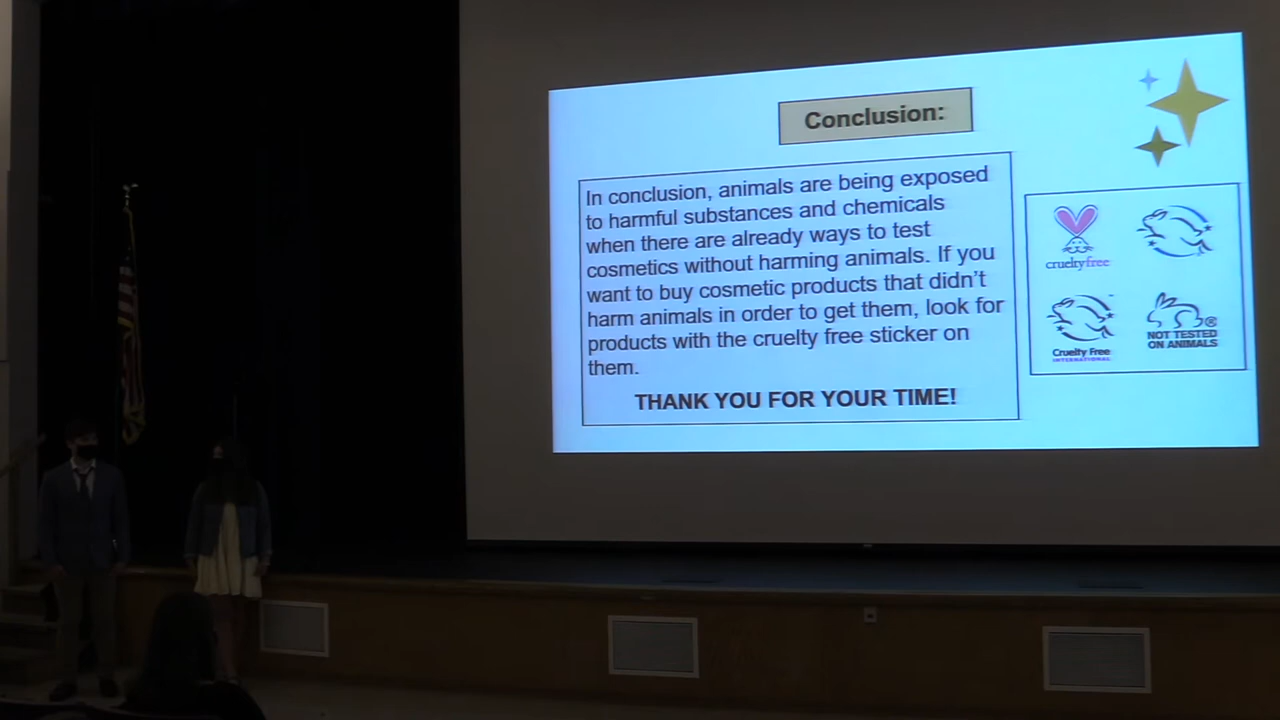 Conclusion:
In conclusion, animals are being exposed
to harmful substances and chemicals
when there are already ways to test
cosmetics without harming animals. If you
want to buy cosmetic products that didn't
harm animals in order to get them, look for
products with the cruelty free sticker on
them.
THANK YOU FOR YOUR TIME!
crueltyfree
Cruelty Free
INTERNATIONAL
NOT TESTED
ON ANIMALS